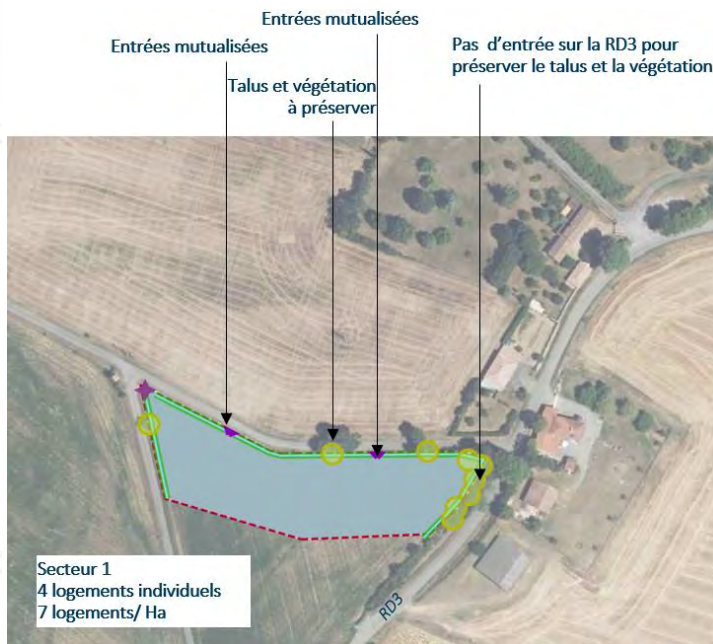 Entrées mutualisées
Entrées mutualisées
Pas d’entrée sur la RD3 pour
préserver le talus et la végétation
Talus et végétation
à préserver
RD3
Secteur 1
4 logements individuels
7 logements/ Ha